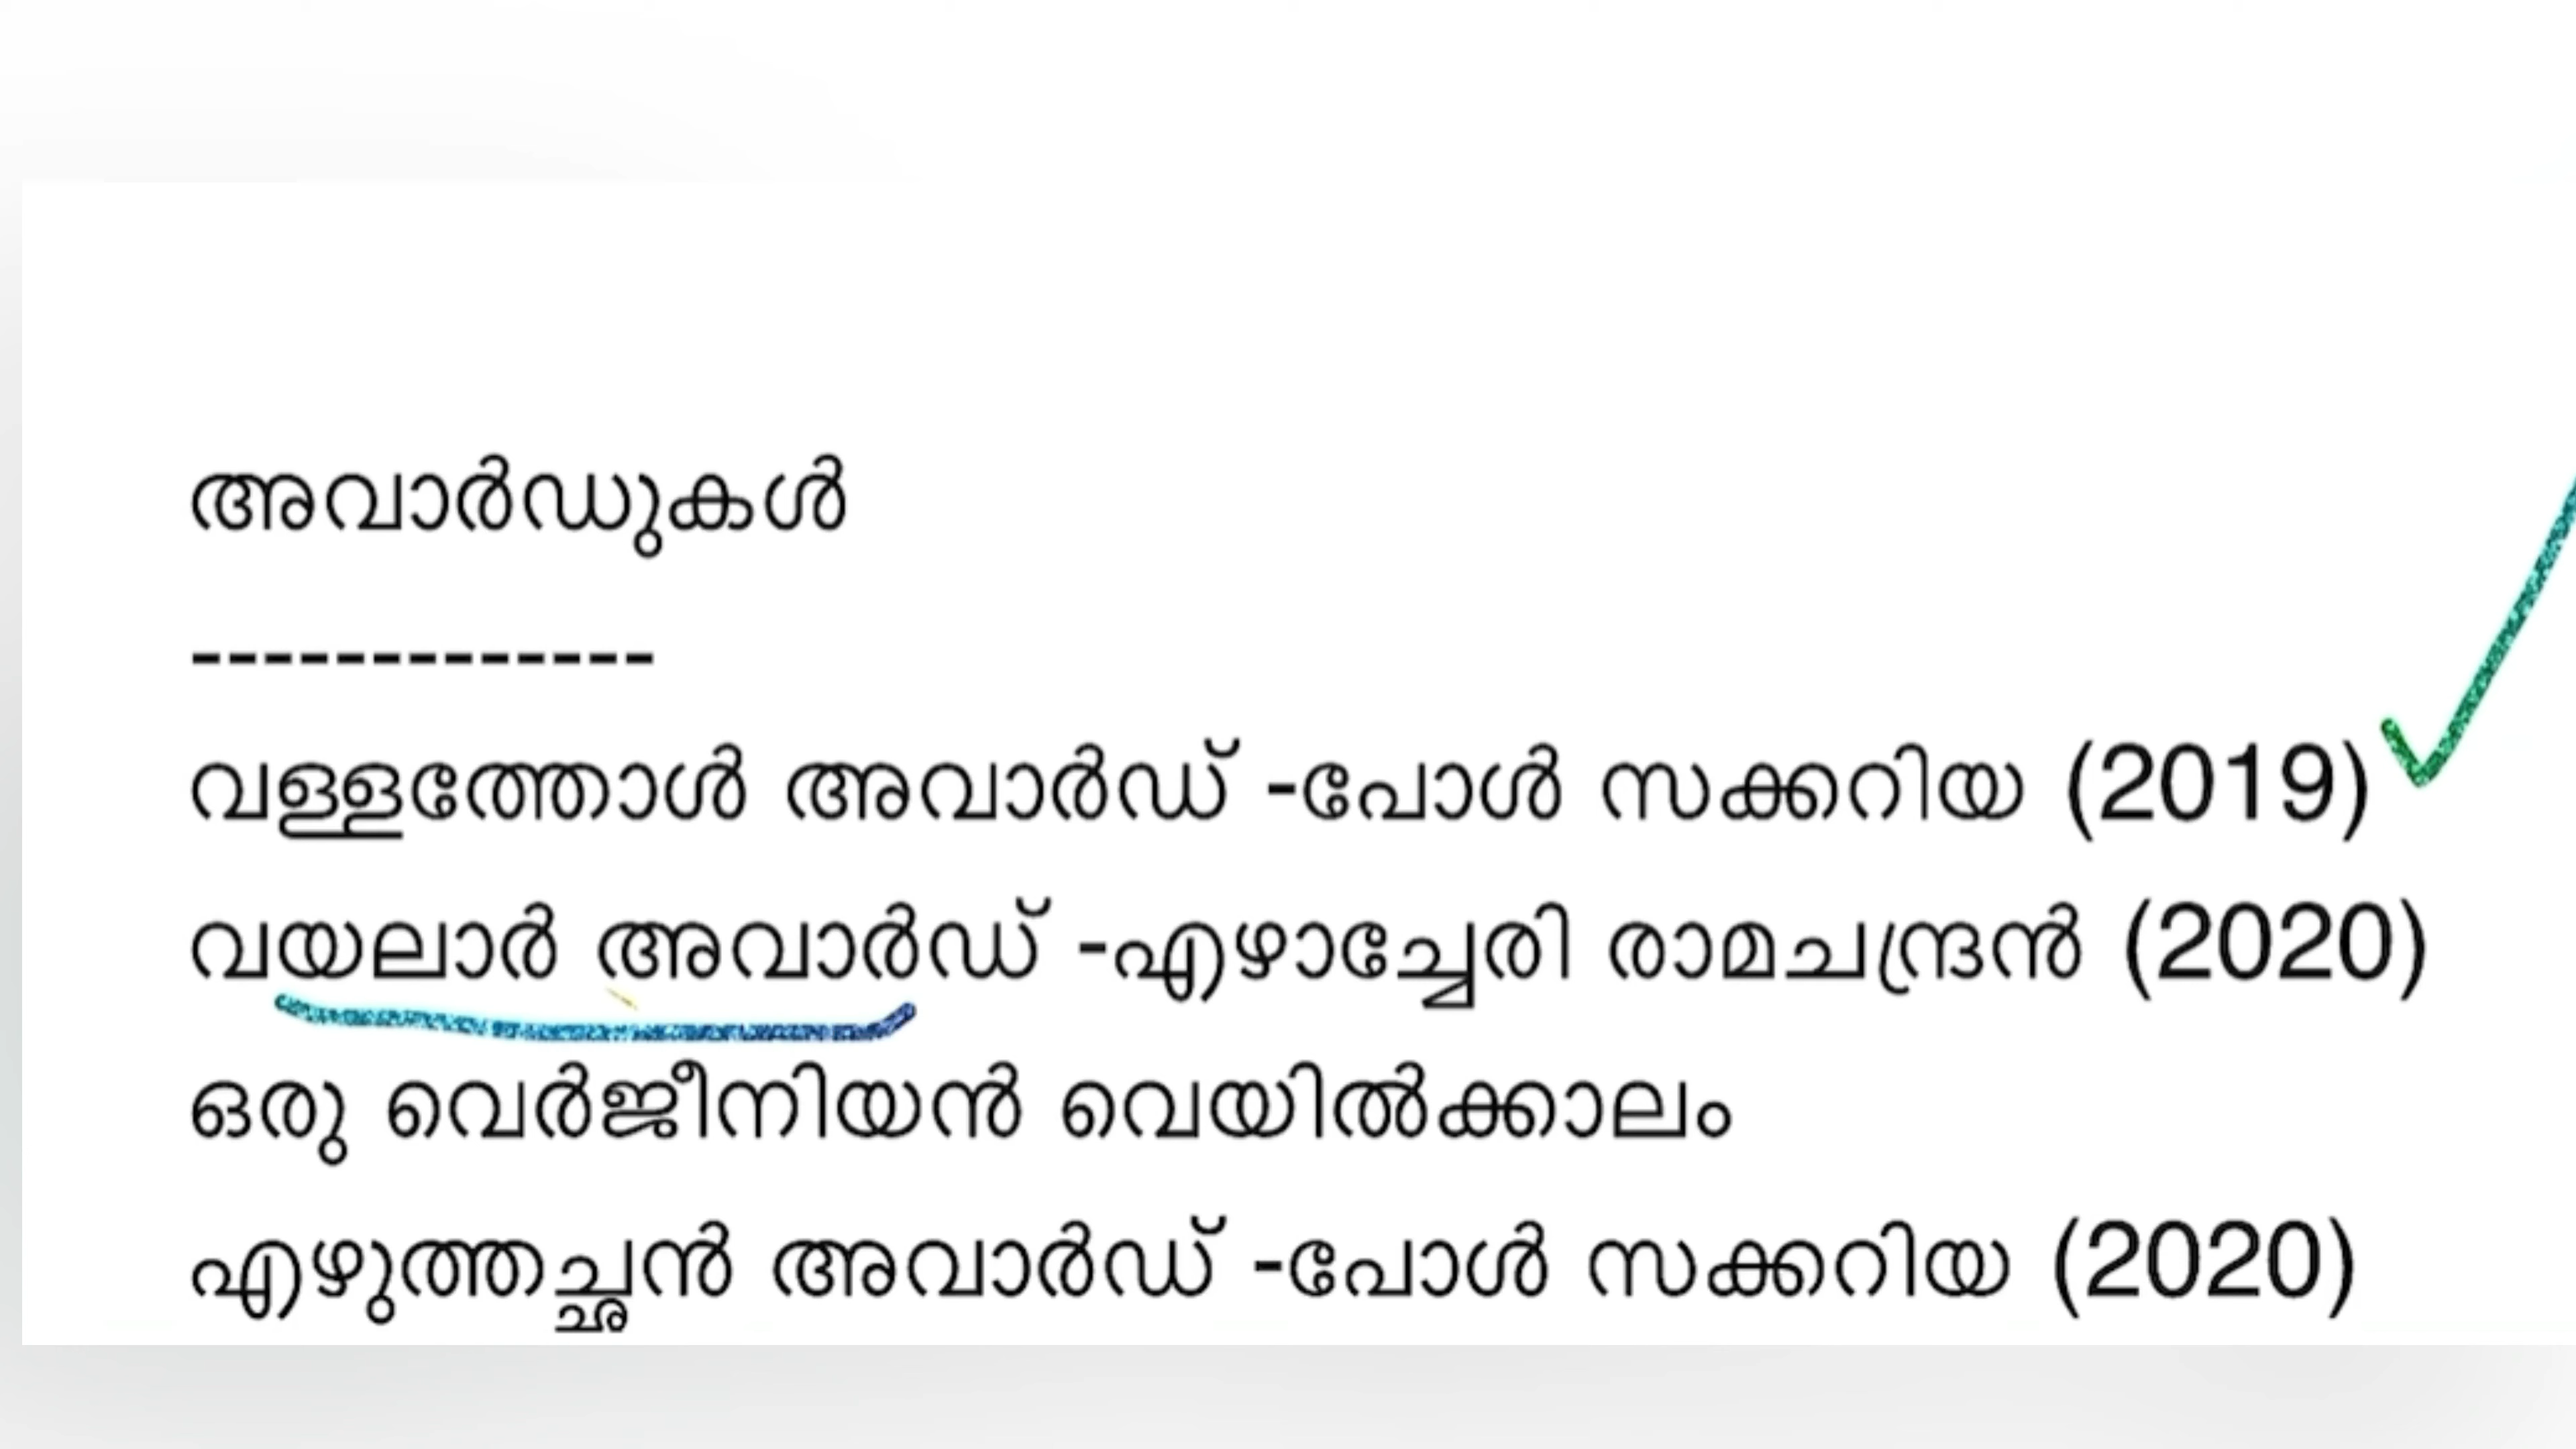 അവാർഡുകൾ
-------------
വള്ളത്തോൾ അവാർഡ് -പോൾ സക്കറിയ (2019)
വയലാർ അവാർഡ് -എഴാച്ചേരി രാമചന്ദ്രൻ (2020)
ഒരു വെർജീനിയൻ വെയിൽക്കാലം
എഴുത്തച്ഛൻ അവാർഡ് -പോൾ സക്കറിയ (2020)